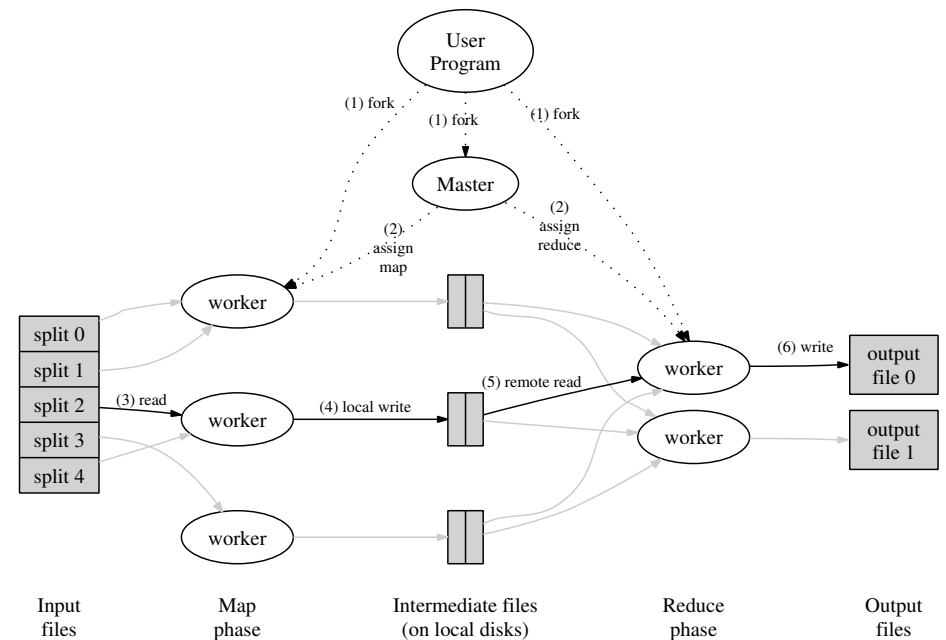 User
Program
(1) fork
(1) fork
(1) fork
Master
(2)
assign
map
(2)
assign
reduce
worker
split 0
split 1
split 2
split 3
split 4
(3) read
worker
(4) local write
worker
(5) remote read
worker
worker
(6) write
output
file 0
output
file 1
Input
files
Map
phase
Intermediate files
(on local disks)
Reduce
phase
Output
files